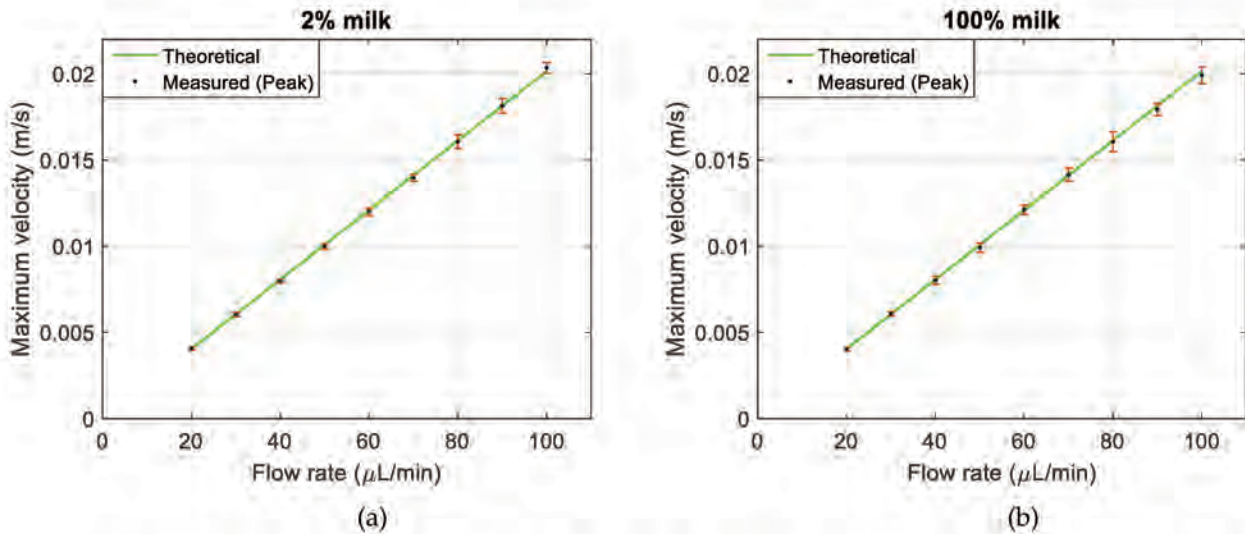 2% milk
Theoretical
Measured (Peak)
0.02
0.015
0.01
0.005
0
Maximum velocity (m/s)
0 20 40 60 80 100
Flow rate (μL/min)
(a)
100% milk
Theoretical
Measured (Peak)
0.02
0.015
0.01
0.005
0
Maximum velocity (m/s)
0 20 40 60 80 100
Flow rate (μL/min)
(b)